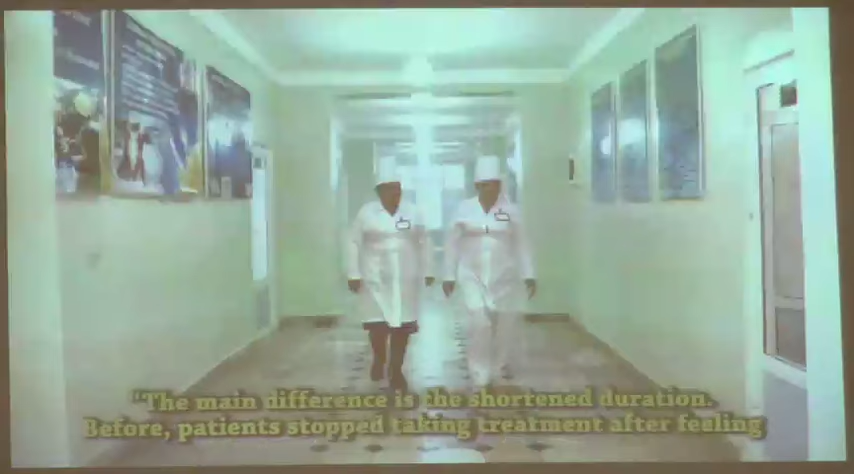 "The main difference is the shortened duration.
Before, patients stopped taking treatment after feeling